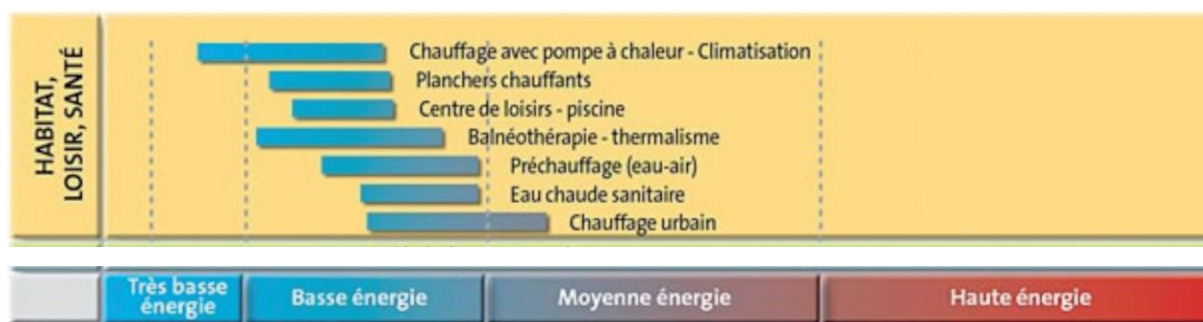 HABITAT,
LOISIR, SANTÉ
Chauffage avec pompe à chaleur - Climatisation
Planchers chauffants
Centre de loisirs - piscine
Balnéothérapie - thermalisme
Préchauffage (eau-air)
Eau chaude sanitaire
Chauffage urbain
Très basse
énergie
Basse énergie
Moyenne énergie
Haute énergie